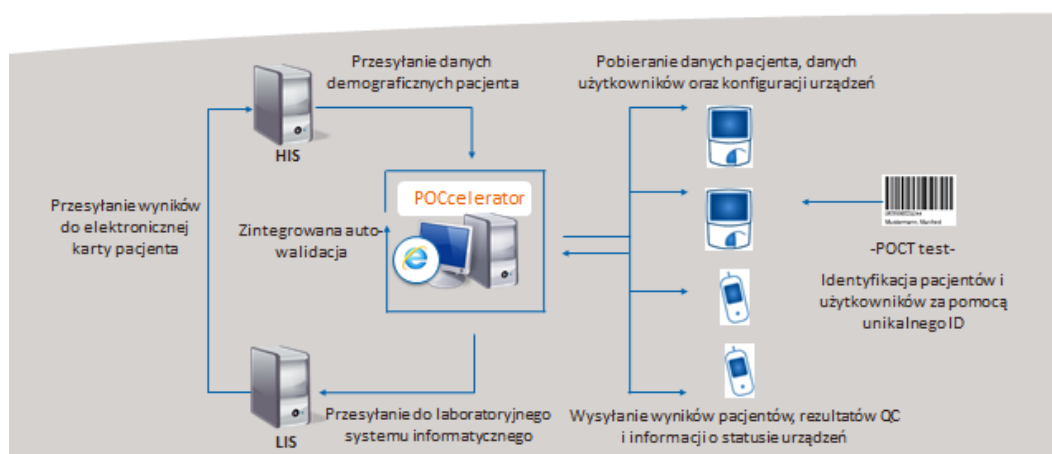 Przesyłanie danych
demograficznych pacjenta
Pobieranie danych pacjenta, danych
użytkowników oraz konfiguracji urządzeń
HIS
Przesyłanie wyników
do elektronicznej
karty pacjenta
Zintegrowana auto-
walidacja
POCcelerator
Mustermann, Manfred
-POCT test-
Identyfikacja pacjentów i
użytkowników za pomocą
unikalnego ID
LIS
Przesyłanie do laboratoryjnego
systemu informatycznego
Wysyłanie wyników pacjentów, rezultatów QC
i informacji o statusie urządzeń